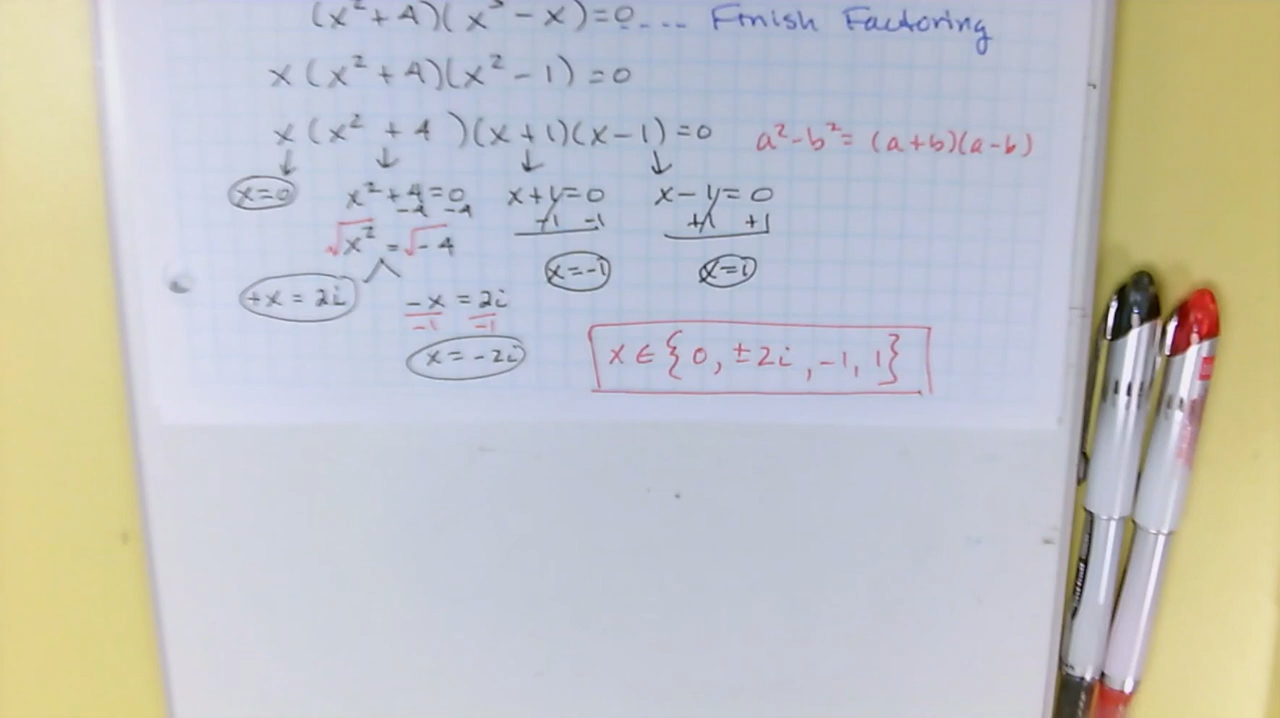 (x² + 4)(x³ - x) = 0 .... Finish Factoring
x(x² + 4)(x² - 1) = 0
x(x² + 4)(x + 1)(x - 1) = 0 a² - b² = (a + b)(a - b)
↓ ↓ ↓ ↓
x = 0 x² + 4 = 0 x + 1 = 0 x - 1 = 0
-4 -4 -1 -1 +1 +1
√x² = √-4 x = -1 x = 1
+x = 2i -x = 2i
-1 -1
x = -2i x ∈ {0, ±2i, -1, 1}